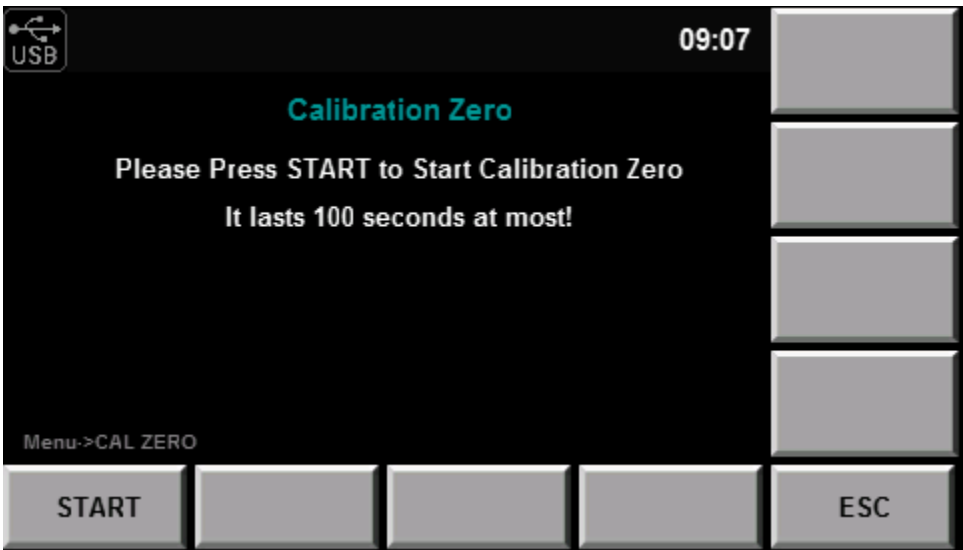 USB
09:07
Calibration Zero
Please Press START to Start Calibration Zero
It lasts 100 seconds at most!
Menu->CAL ZERO
START
ESC